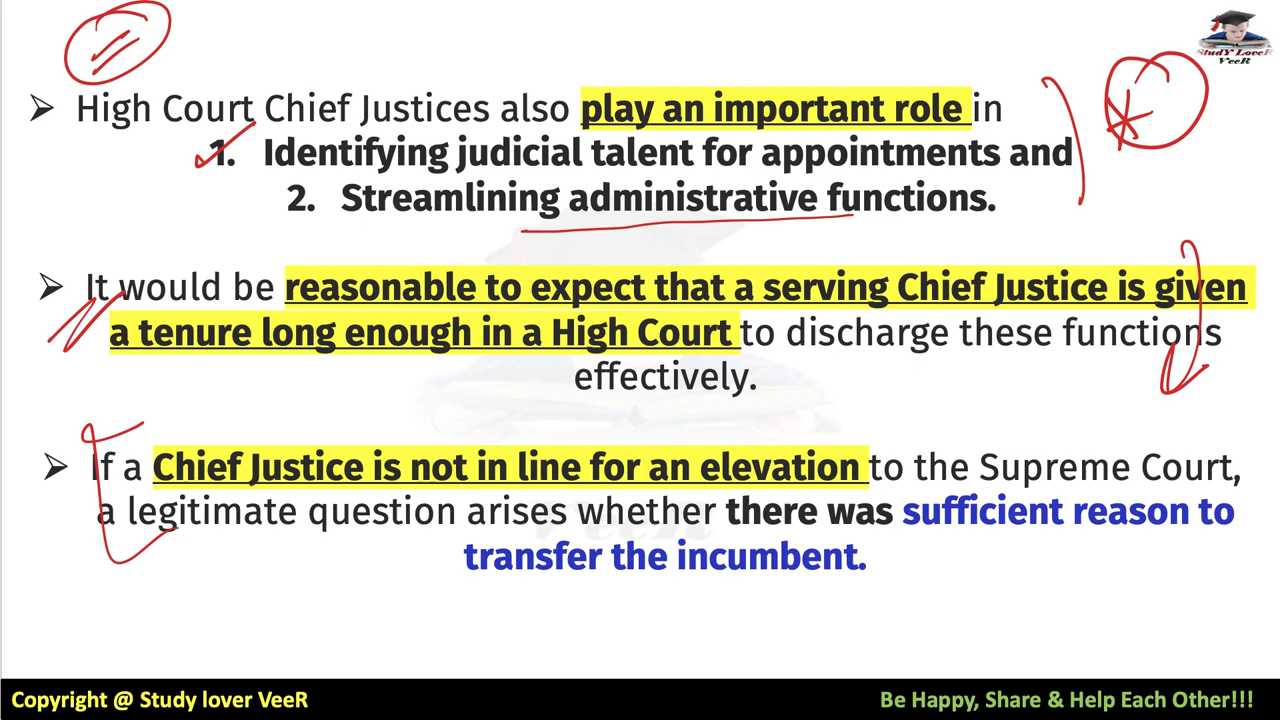 StudY LoveR
VeeR
➢ High Court Chief Justices also play an important role in
1. Identifying judicial talent for appointments and
2. Streamlining administrative functions.
➢ It would be reasonable to expect that a serving Chief Justice is given
a tenure long enough in a High Court to discharge these functions
effectively.
➢ If a Chief Justice is not in line for an elevation to the Supreme Court,
a legitimate question arises whether there was sufficient reason to
transfer the incumbent.
VeeR
Copyright @ Study lover VeeR
Be Happy, Share & Help Each Other!!!